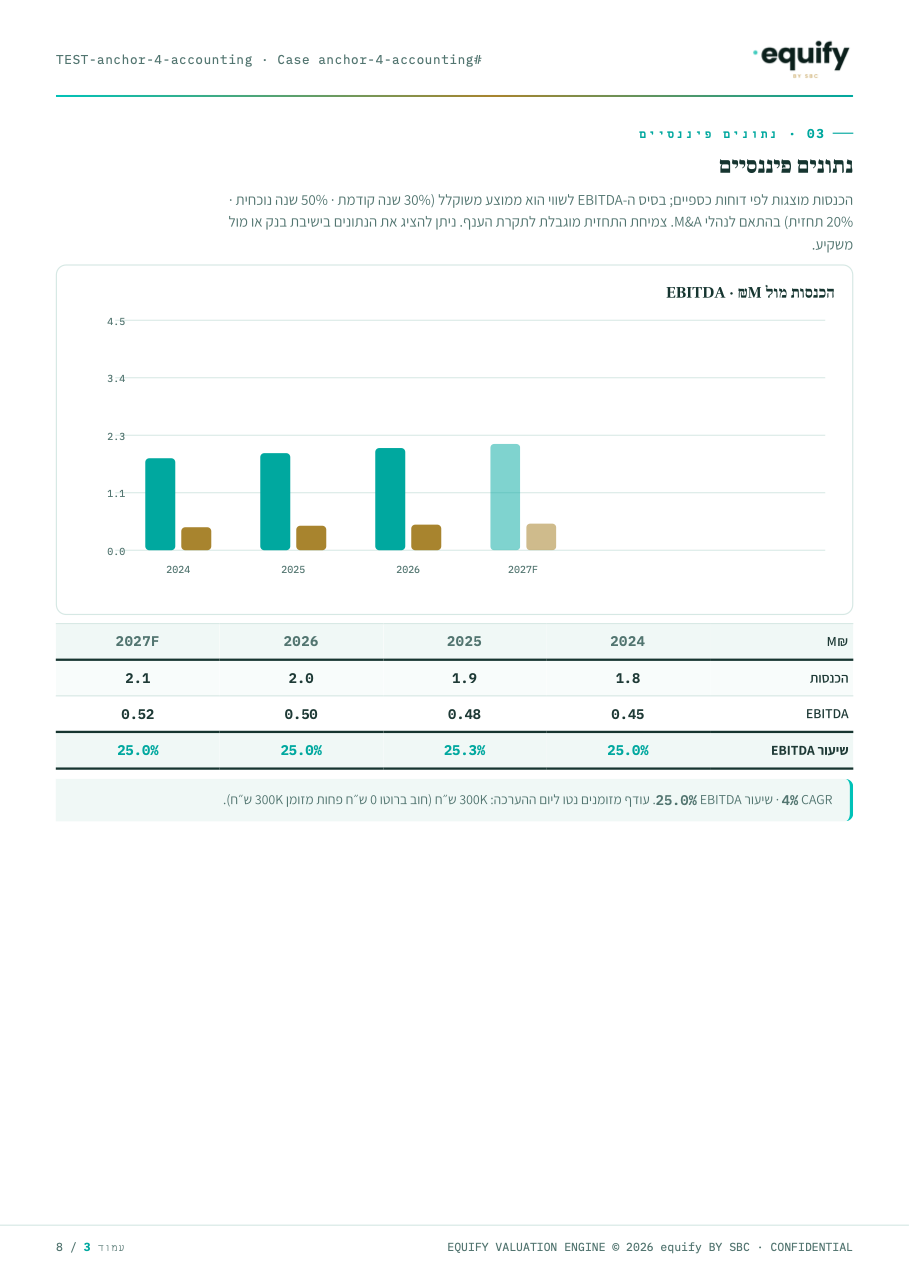 TEST-anchor-4-accounting · Case anchor-4-accounting#
equify
BY SBC
03 · נתונים פיננסיים
נתונים פיננסיים
הכנסות מוצגות לפי דוחות כספיים; בסיס ה-EBITDA לשווי הוא ממוצע משוקלל (30% שנה קודמת · 50% שנה נוכחית ·
20% תחזית) בהתאם לנהלי M&A. צמיחת התחזית מוגבלת לתקרת הענף. ניתן להציג את הנתונים בישיבת בנק או מול
משקיע.
הכנסות מול EBITDA · ₪M
4.5
3.4
2.3
1.1
0.0
2024 2025 2026 2027F
₪M 2024 2025 2026 2027F
הכנסות 1.8 1.9 2.0 2.1
EBITDA 0.45 0.48 0.50 0.52
שיעור EBITDA 25.0% 25.3% 25.0% 25.0%
CAGR 4% · שיעור EBITDA 25.0%. עודף מזומנים נטו ליום ההערכה: 300K ש״ח (חוב ברוטו 0 ש״ח פחות מזומן 300K ש״ח).
EQUIFY VALUATION ENGINE © 2026 equify BY SBC · CONFIDENTIAL
עמוד 3 / 8